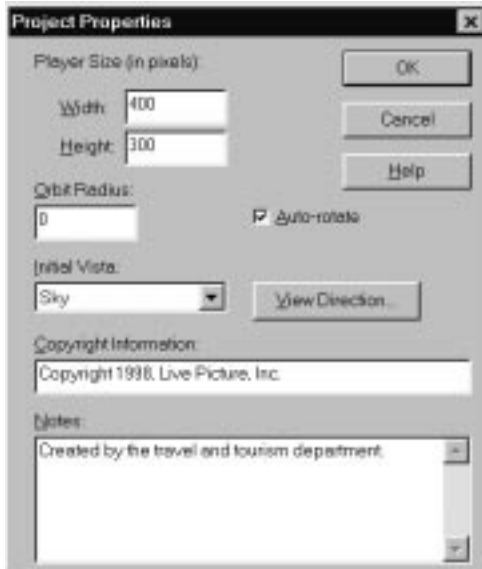 Project Properties
Player Size (in pixels):
OK
Width: 400
Cancel
Height: 300
Help
Orbit Radius:
0
Auto-rotate
Initial Vista:
Sky
View Direction...
Copyright Information:
Copyright 1998, Live Picture, Inc.
Notes:
Created by the travel and tourism department.